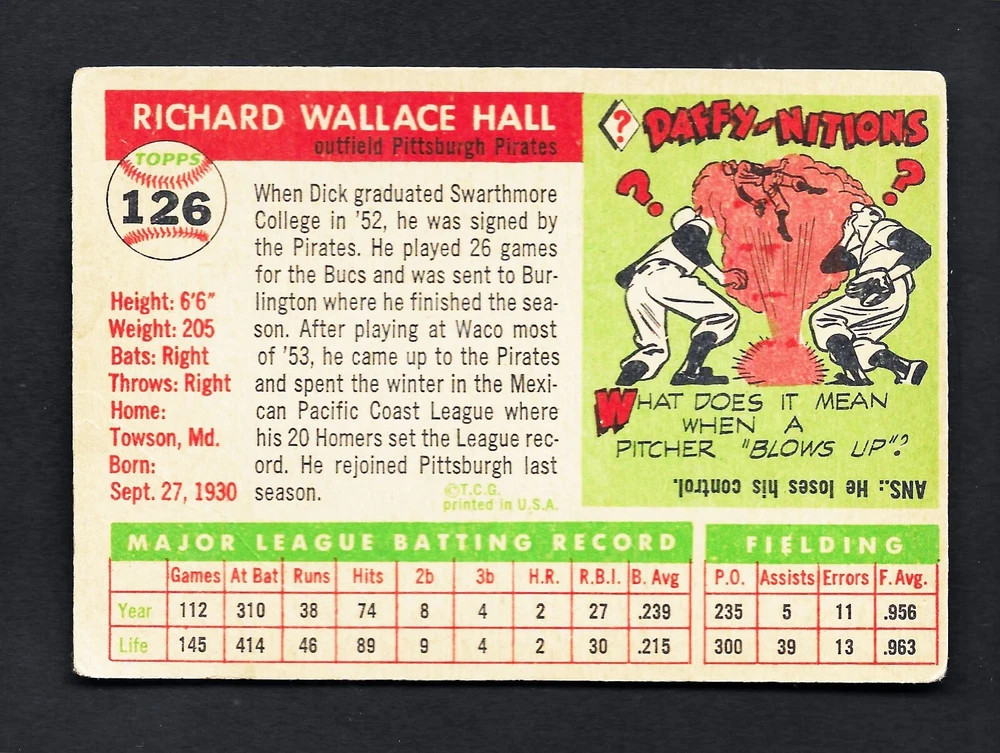 RICHARD WALLACE HALL
outfield Pittsburgh Pirates
TOPPS
126
Height: 6'6"
Weight: 205
Bats: Right
Throws: Right
Home:
Towson, Md.
Born:
Sept. 27, 1930
When Dick graduated Swarthmore
College in '52, he was signed by
the Pirates. He played 26 games
for the Bucs and was sent to Bur-
lington where he finished the sea-
son. After playing at Waco most
of '53, he came up to the Pirates
and spent the winter in the Mexi-
can Pacific Coast League where
his 20 Homers set the League rec-
ord. He rejoined Pittsburgh last
season.
©T.C.G.
printed in U.S.A.
? DAFFY-NITIONS
? ?
WHAT DOES IT MEAN
WHEN A
PITCHER "BLOWS UP"?
ANS.: He loses his control.
MAJOR LEAGUE BATTING RECORD
Games At Bat Runs Hits 2b 3b H.R. R.B.I. B. Avg
Year 112 310 38 74 8 4 2 27 .239
Life 145 414 46 89 9 4 2 30 .215
FIELDING
P.O. Assists Errors F. Avg.
235 5 11 .956
300 39 13 .963